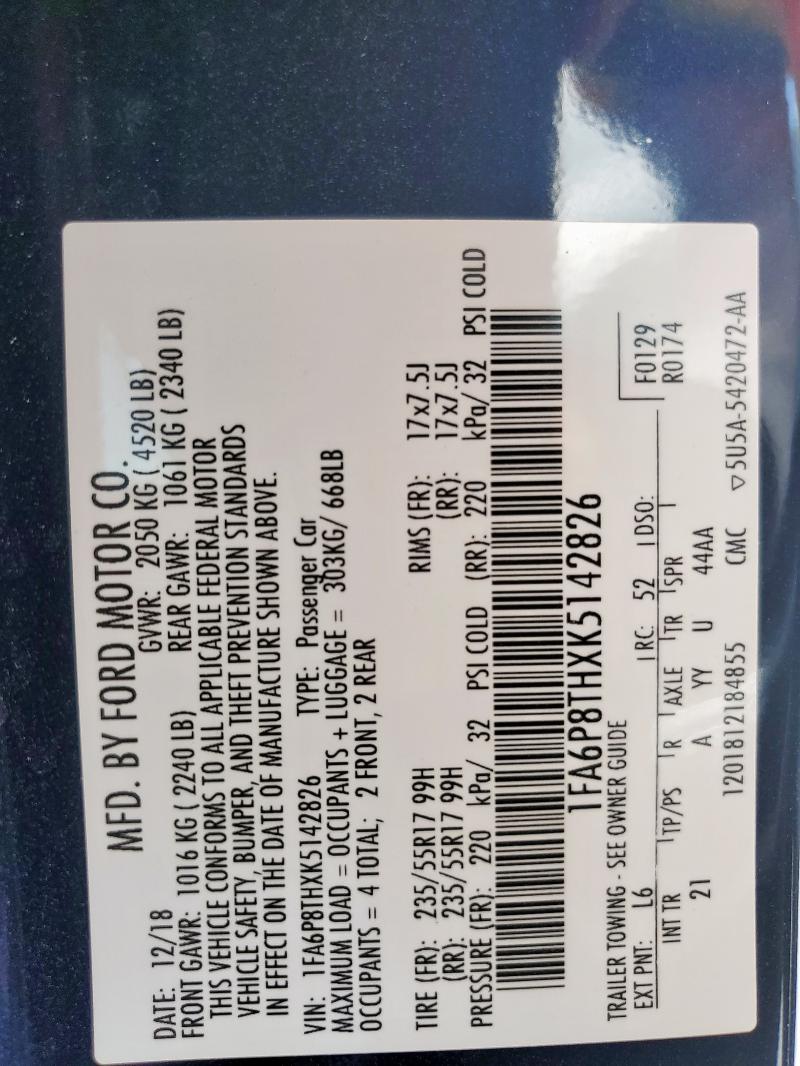 MFD. BY FORD MOTOR CO.
DATE: 12/18 GVWR: 2050 KG ( 4520 LB)
FRONT GAWR: 1016 KG ( 2240 LB) REAR GAWR: 1061 KG ( 2340 LB)
THIS VEHICLE CONFORMS TO ALL APPLICABLE FEDERAL MOTOR
VEHICLE SAFETY, BUMPER, AND THEFT PREVENTION STANDARDS
IN EFFECT ON THE DATE OF MANUFACTURE SHOWN ABOVE.
VIN: 1FA6P8THXK5142826 TYPE: Passenger Car
MAXIMUM LOAD = OCCUPANTS + LUGGAGE = 303KG/ 668LB
OCCUPANTS = 4 TOTAL; 2 FRONT, 2 REAR
TIRE (FR): 235/55R17 99H RIMS (FR): 17x7.5J
(RR): 235/55R17 99H (RR): 17x7.5J
PRESSURE (FR): 220 kPa/ 32 PSI COLD (RR): 220 kPa/ 32 PSI COLD
1FA6P8THXK5142826
TRAILER TOWING - SEE OWNER GUIDE F0129
R0174
EXT PNT: L6 RC: 52 DSO:
INT TR TP/PS R AXLE TR SPR
21 A YY U 44AA
1201812184855 CMC ▽5U5A-5420472-AA